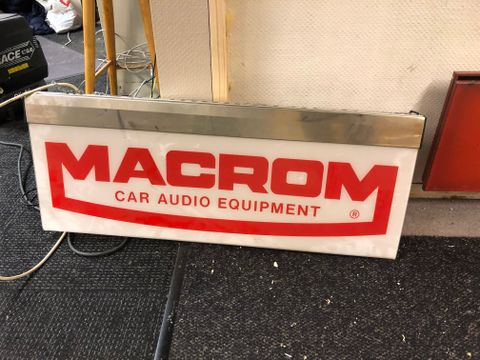 MACROM
CAR AUDIO EQUIPMENT ®